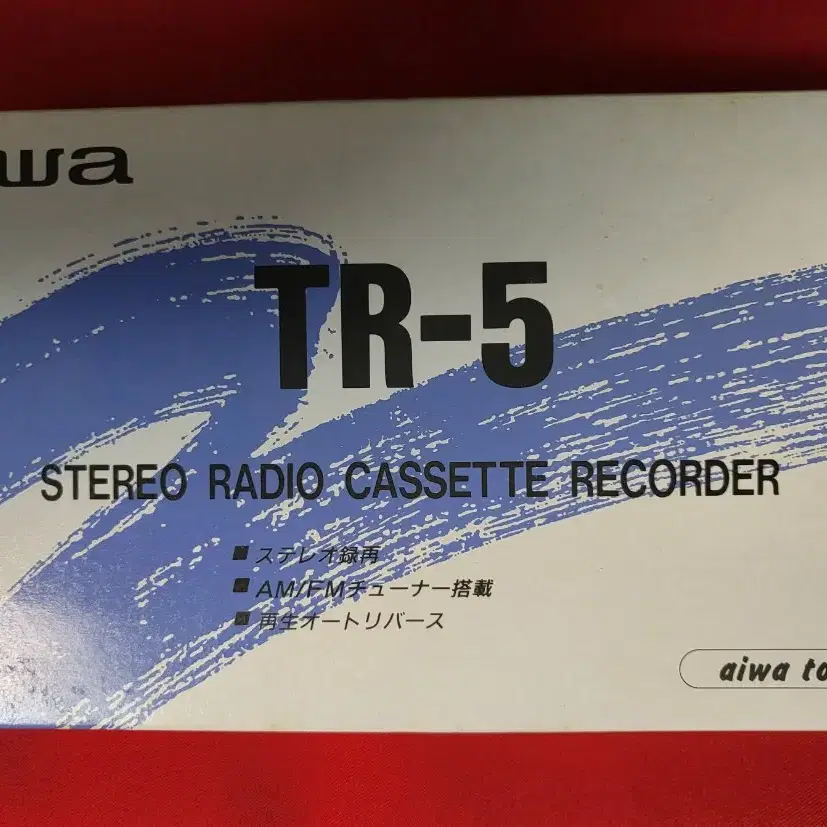 wa
TR-5
STEREO RADIO CASSETTE RECORDER
■ ステレオ録再
■ AM/FMチューナー搭載
■ 再生オートリバース
aiwa to